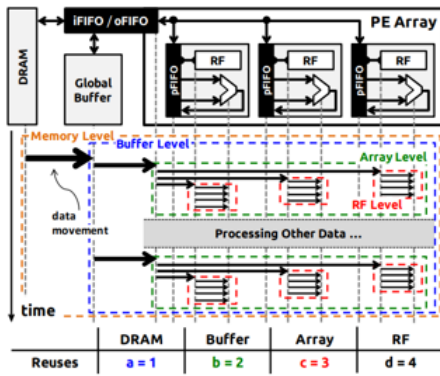 iFIFO / oFIFO
PE Array
DRAM
Global
Buffer
pFIFO
RF
pFIFO
RF
pFIFO
RF
Memory Level
Buffer Level
Array Level
RF Level
data
movement
Processing Other Data ...
time
DRAM Buffer Array RF
Reuses a = 1 b = 2 c = 3 d = 4